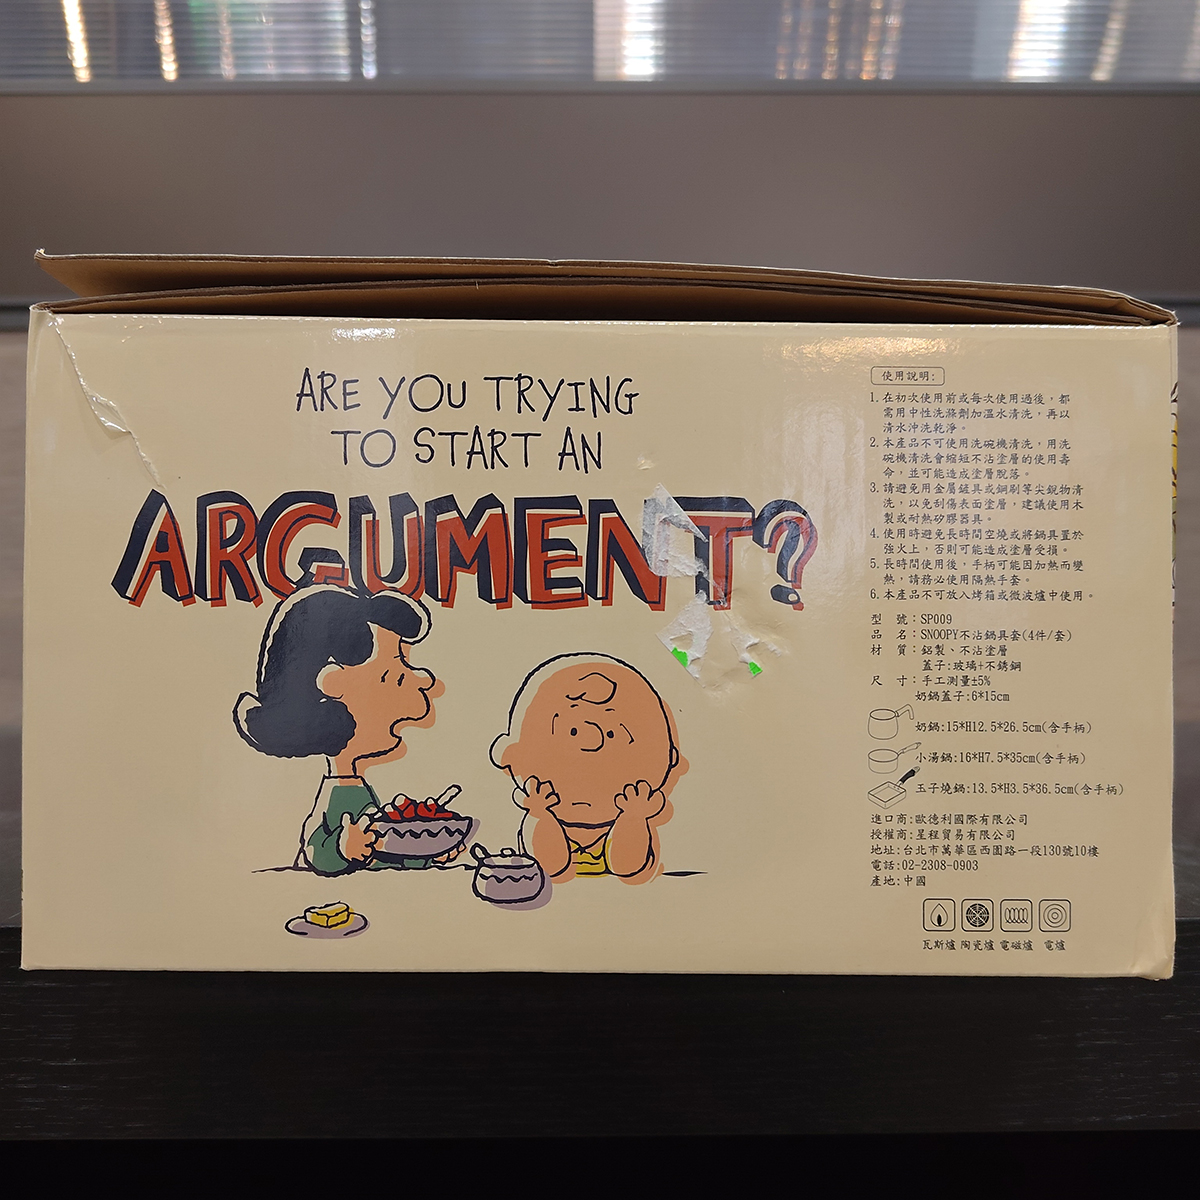 ARE YOU TRYING
TO START AN
ARGUMENT?
使用說明:
1.在初次使用前或每次使用過後，都
需用中性洗滌劑加溫水清洗，再以
清水沖洗乾淨。
2.本產品不可使用洗碗機清洗，用洗
碗機清洗會縮短不沾塗層的使用壽
命，並可能造成塗層脫落。
3.請避免用金屬鏟具或鋼刷等尖銳物清
洗，以免刮傷表面塗層，建議使用木
製或耐熱矽膠器具。
4.使用時避免長時間空燒或將鍋具置於
強火上，否則可能造成塗層受損。
5.長時間使用後，手柄可能因加熱而變
熱，請務必使用隔熱手套。
6.本產品不可放入烤箱或微波爐中使用。
型 號：SP009
品 名：SNOOPY不沾鍋具套(4件/套)
材 質：鋁製、不沾塗層
蓋子:玻璃+不銹鋼
尺 寸：手工測量±5%
奶鍋蓋子:6*15cm
奶鍋:15*H12.5*26.5cm(含手柄)
小湯鍋:16*H7.5*35cm(含手柄)
玉子燒鍋:13.5*H3.5*36.5cm(含手柄)
進口商:歐德利國際有限公司
授權商:星程貿易有限公司
地址:台北市萬華區西園路一段130號10樓
電話:02-2308-0903
產地:中國
瓦斯爐 陶瓷爐 電磁爐 電爐